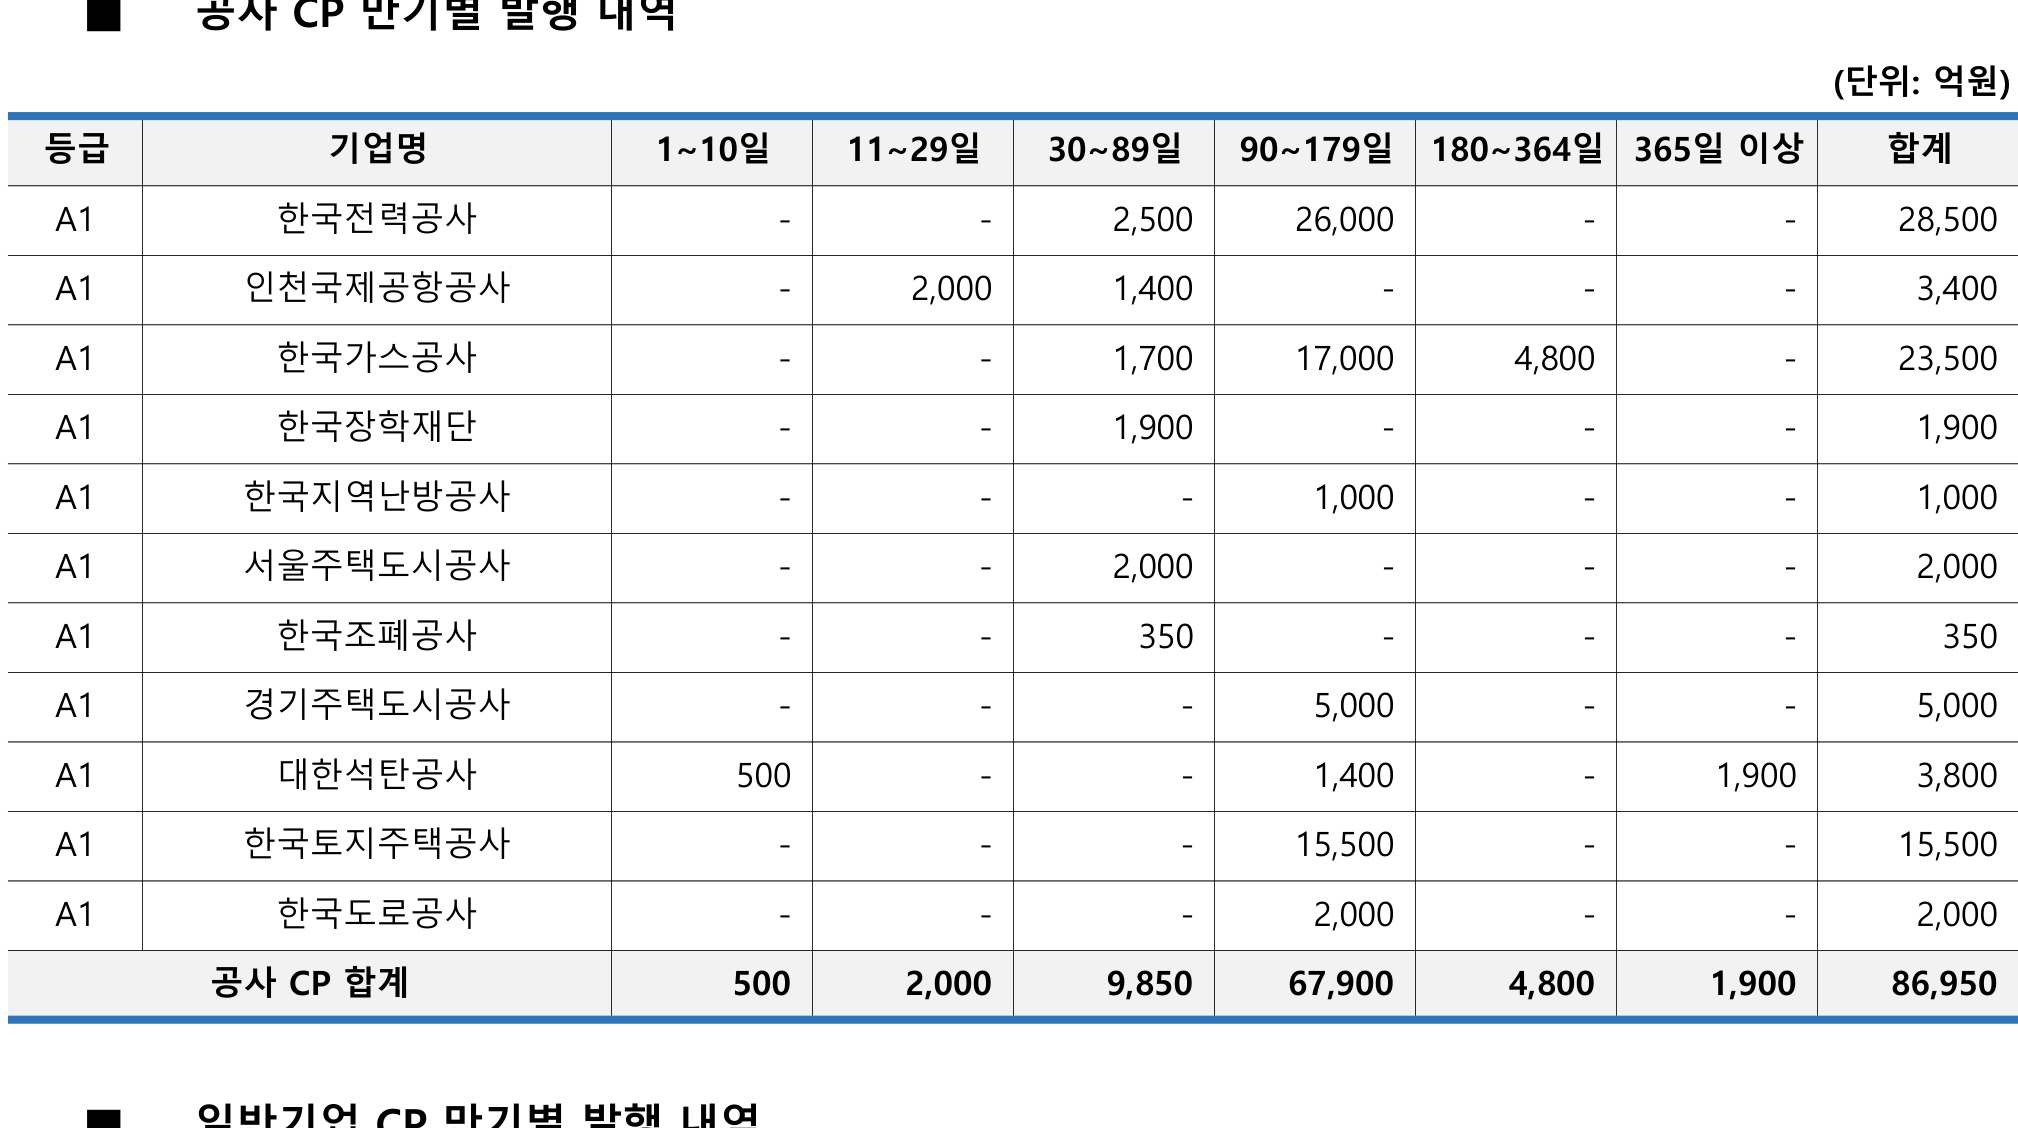 ■ 공사 CP 만기별 발행 내역
(단위: 억원)
등급 기업명 1~10일 11~29일 30~89일 90~179일 180~364일 365일 이상 합계
A1 한국전력공사 - - 2,500 26,000 - - 28,500
A1 인천국제공항공사 - 2,000 1,400 - - - 3,400
A1 한국가스공사 - - 1,700 17,000 4,800 - 23,500
A1 한국장학재단 - - 1,900 - - - 1,900
A1 한국지역난방공사 - - - 1,000 - - 1,000
A1 서울주택도시공사 - - 2,000 - - - 2,000
A1 한국조폐공사 - - 350 - - - 350
A1 경기주택도시공사 - - - 5,000 - - 5,000
A1 대한석탄공사 500 - - 1,400 - 1,900 3,800
A1 한국토지주택공사 - - - 15,500 - - 15,500
A1 한국도로공사 - - - 2,000 - - 2,000
공사 CP 합계 500 2,000 9,850 67,900 4,800 1,900 86,950
■ 일반기업 CP 만기별 발행 내역